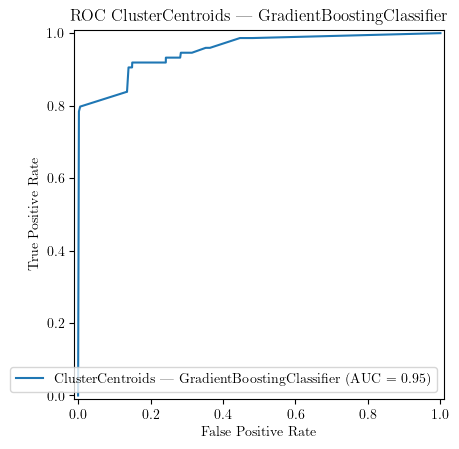 ROC ClusterCentroids — GradientBoostingClassifier
True Positive Rate
1.0
0.8
0.6
0.4
0.2
0.0
ClusterCentroids — GradientBoostingClassifier (AUC = 0.95)
0.0 0.2 0.4 0.6 0.8 1.0
False Positive Rate